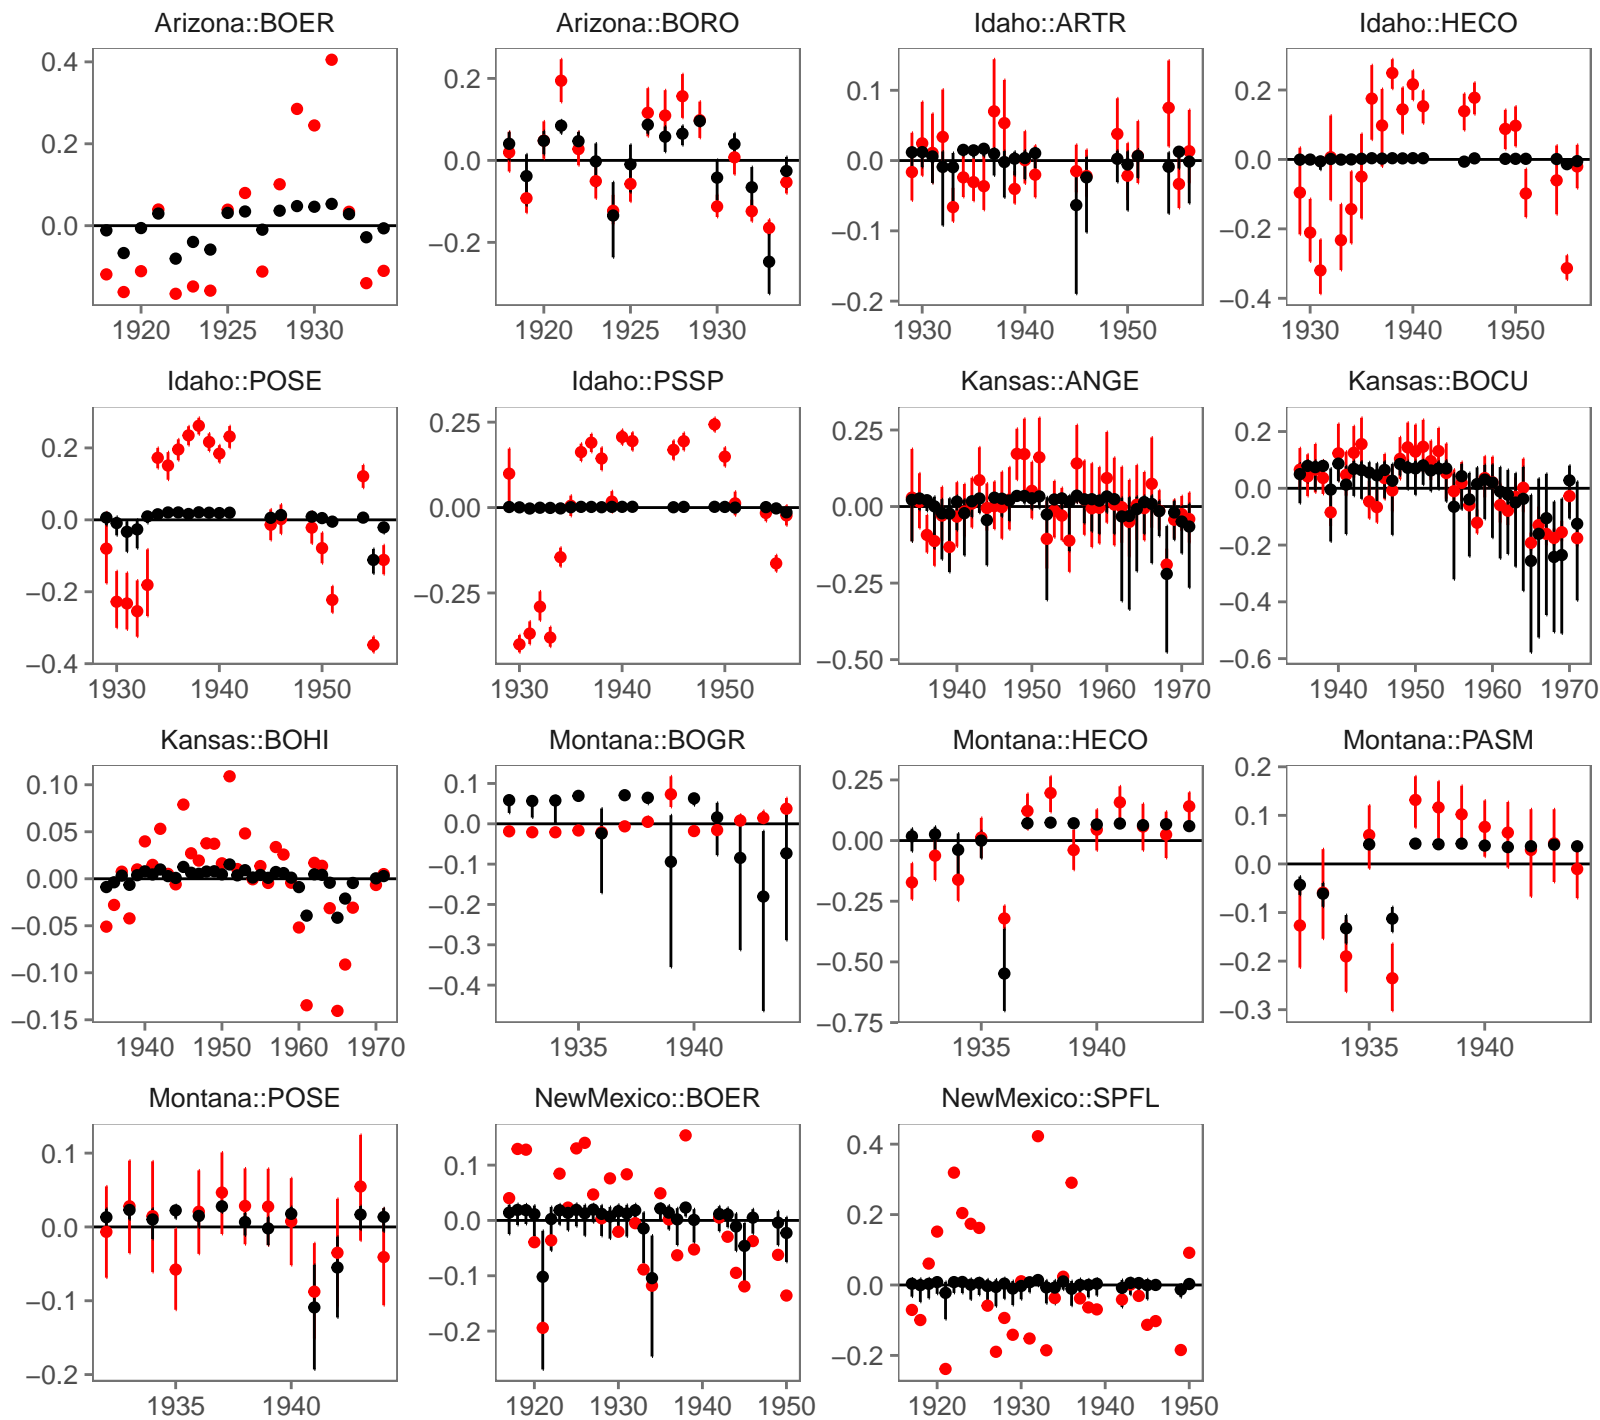 Arizona::BOER Arizona::BORO Idaho::ARTR Idaho::HECO
0.4 0.2 0.0
1920 1925 1930
0.2 0.0 −0.2
1920 1925 1930
0.1 0.0 −0.1 −0.2
1930 1940 1950
0.2 0.0 −0.2 −0.4
1930 1940 1950
Idaho::POSE Idaho::PSSP Kansas::ANGE Kansas::BOCU
0.2 0.0 −0.2 −0.4
1930 1940 1950
0.25 0.00 −0.25
1930 1940 1950
0.25 0.00 −0.25 −0.50
1940 1950 1960 1970
0.2 0.0 −0.2 −0.4 −0.6
1940 1950 1960 1970
Kansas::BOHI Montana::BOGR Montana::HECO Montana::PASM
0.10 0.05 0.00 −0.05 −0.10 −0.15
1940 1950 1960 1970
0.1 0.0 −0.1 −0.2 −0.3 −0.4
1935 1940
0.25 0.00 −0.25 −0.50 −0.75
1935 1940
0.2 0.1 0.0 −0.1 −0.2 −0.3
1935 1940
Montana::POSE NewMexico::BOER NewMexico::SPFL
0.1 0.0 −0.1 −0.2
1935 1940
0.1 0.0 −0.1 −0.2
1920 1930 1940 1950
0.4 0.2 0.0 −0.2
1920 1930 1940 1950